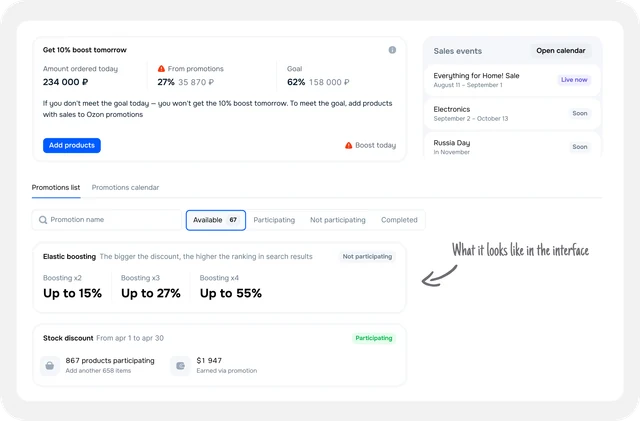 Get 10% boost tomorrow
Amount ordered today
234 000 ₽
From promotions
27% 35 870 ₽
Goal
62% 158 000 ₽
If you don't meet the goal today — you won't get the 10% boost tomorrow. To meet the goal, add products
with sales to Ozon promotions
Add products
Boost today
Sales events
Open calendar
Everything for Home! Sale
August 11 – September 1
Live now
Electronics
September 2 – October 13
Soon
Russia Day
In November
Soon
Promotions list
Promotions calendar
Promotion name
Available 67
Participating
Not participating
Completed
Elastic boosting The bigger the discount, the higher the ranking in search results
Not participating
Boosting x2
Up to 15%
Boosting x3
Up to 27%
Boosting x4
Up to 55%
What it looks like in the interface
Stock discount From apr 1 to apr 30
Participating
867 products participating
Add another 658 items
$1 947
Earned via promotion